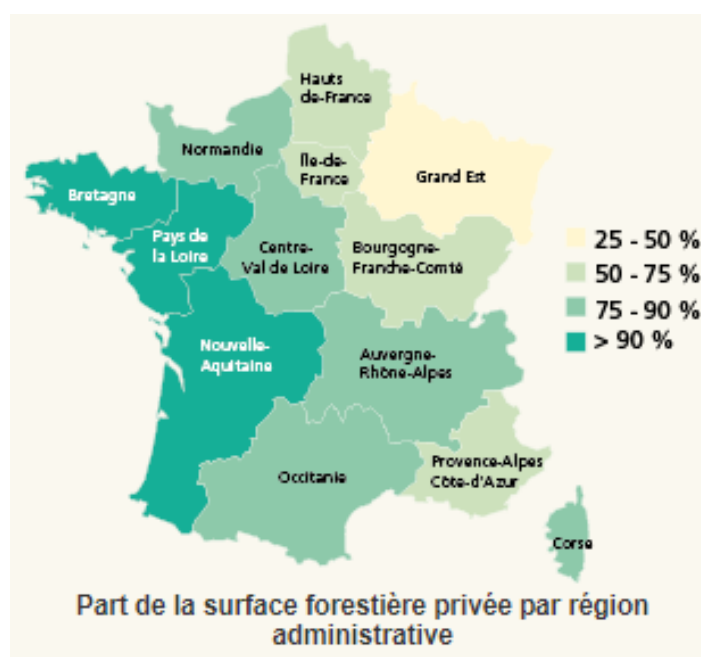 Hauts
de-France
Normandie
Île-de-
France
Grand Est
Bretagne
Pays de
la Loire
Centre-
Val de Loire
Bourgogne-
Franche-Comté
25 - 50 %
50 - 75 %
75 - 90 %
> 90 %
Nouvelle-
Aquitaine
Auvergne-
Rhône-Alpes
Occitanie
Provence-Alpes
Côte-d'Azur
Corse
Part de la surface forestière privée par région
administrative